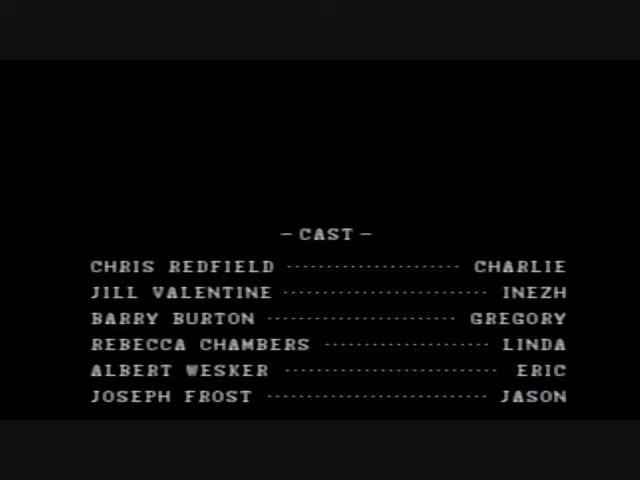 - CAST -
CHRIS REDFIELD ...................... CHARLIE
JILL VALENTINE .......................... INEZH
BARRY BURTON ........................ GREGORY
REBECCA CHAMBERS ..................... LINDA
ALBERT WESKER ........................... ERIC
JOSEPH FROST ............................ JASON